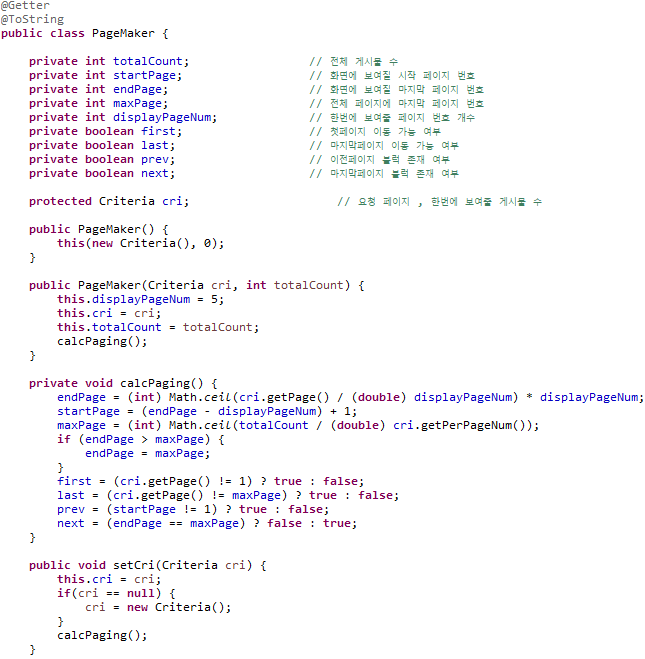 @Getter
@ToString
public class PageMaker {
private int totalCount; // 전체 게시물 수
private int startPage; // 화면에 보여질 시작 페이지 번호
private int endPage; // 화면에 보여질 마지막 페이지 번호
private int maxPage; // 전체 페이지에 마지막 페이지 번호
private int displayPageNum; // 한번에 보여줄 페이지 번호 개수
private boolean first; // 첫페이지 이동 가능 여부
private boolean last; // 마지막페이지 이동 가능 여부
private boolean prev; // 이전페이지 블럭 존재 여부
private boolean next; // 마지막페이지 블럭 존재 여부
protected Criteria cri; // 요청 페이지 , 한번에 보여줄 게시물 수
public PageMaker() {
this(new Criteria(), 0);
}
public PageMaker(Criteria cri, int totalCount) {
this.displayPageNum = 5;
this.cri = cri;
this.totalCount = totalCount;
calcPaging();
}
private void calcPaging() {
endPage = (int) Math.ceil(cri.getPage() / (double) displayPageNum) * displayPageNum;
startPage = (endPage - displayPageNum) + 1;
maxPage = (int) Math.ceil(totalCount / (double) cri.getPerPageNum());
if (endPage > maxPage) {
endPage = maxPage;
}
first = (cri.getPage() != 1) ? true : false;
last = (cri.getPage() != maxPage) ? true : false;
prev = (startPage != 1) ? true : false;
next = (endPage == maxPage) ? false : true;
}
public void setCri(Criteria cri) {
this.cri = cri;
if(cri == null) {
cri = new Criteria();
}
calcPaging();
}